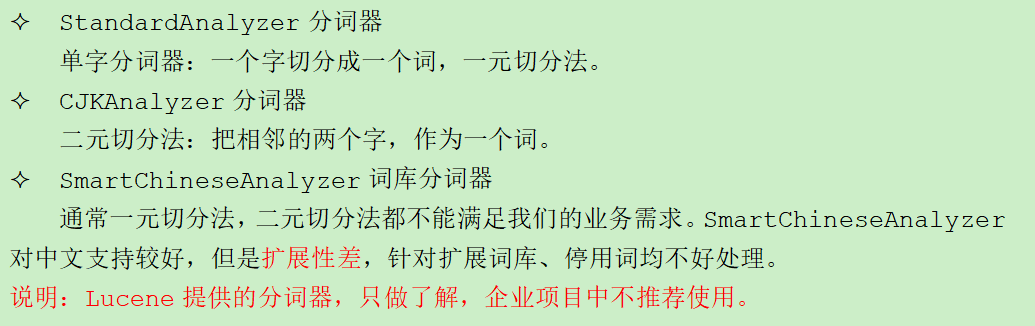 ✧ StandardAnalyzer 分词器
单字分词器：一个字切分成一个词，一元切分法。
✧ CJKAnalyzer 分词器
二元切分法：把相邻的两个字，作为一个词。
✧ SmartChineseAnalyzer 词库分词器
通常一元切分法，二元切分法都不能满足我们的业务需求。SmartChineseAnalyzer
对中文支持较好，但是扩展性差，针对扩展词库、停用词均不好处理。
说明：Lucene 提供的分词器，只做了解，企业项目中不推荐使用。